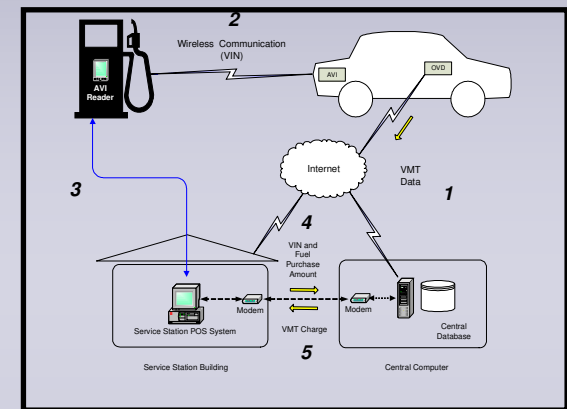 2
Wireless Communication
(VIN)
AVI
Reader
AVI
OVD
Internet
VMT
Data
1
3
4
VIN and
Fuel
Purchase
Amount
Modem
Modem
Service Station POS System
VMT Charge
Central
Database
5
Service Station Building
Central Computer